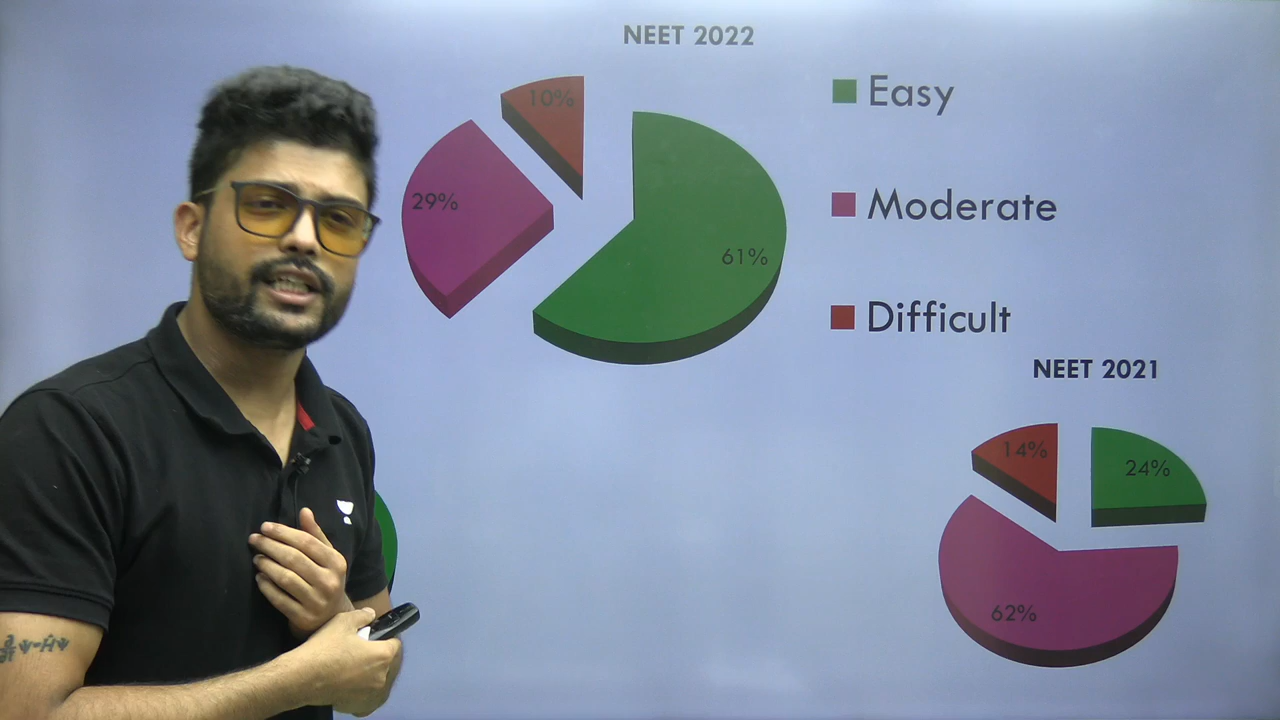 NEET 2022
10%
29%
61%
Easy
Moderate
Difficult
NEET 2021
14%
24%
62%